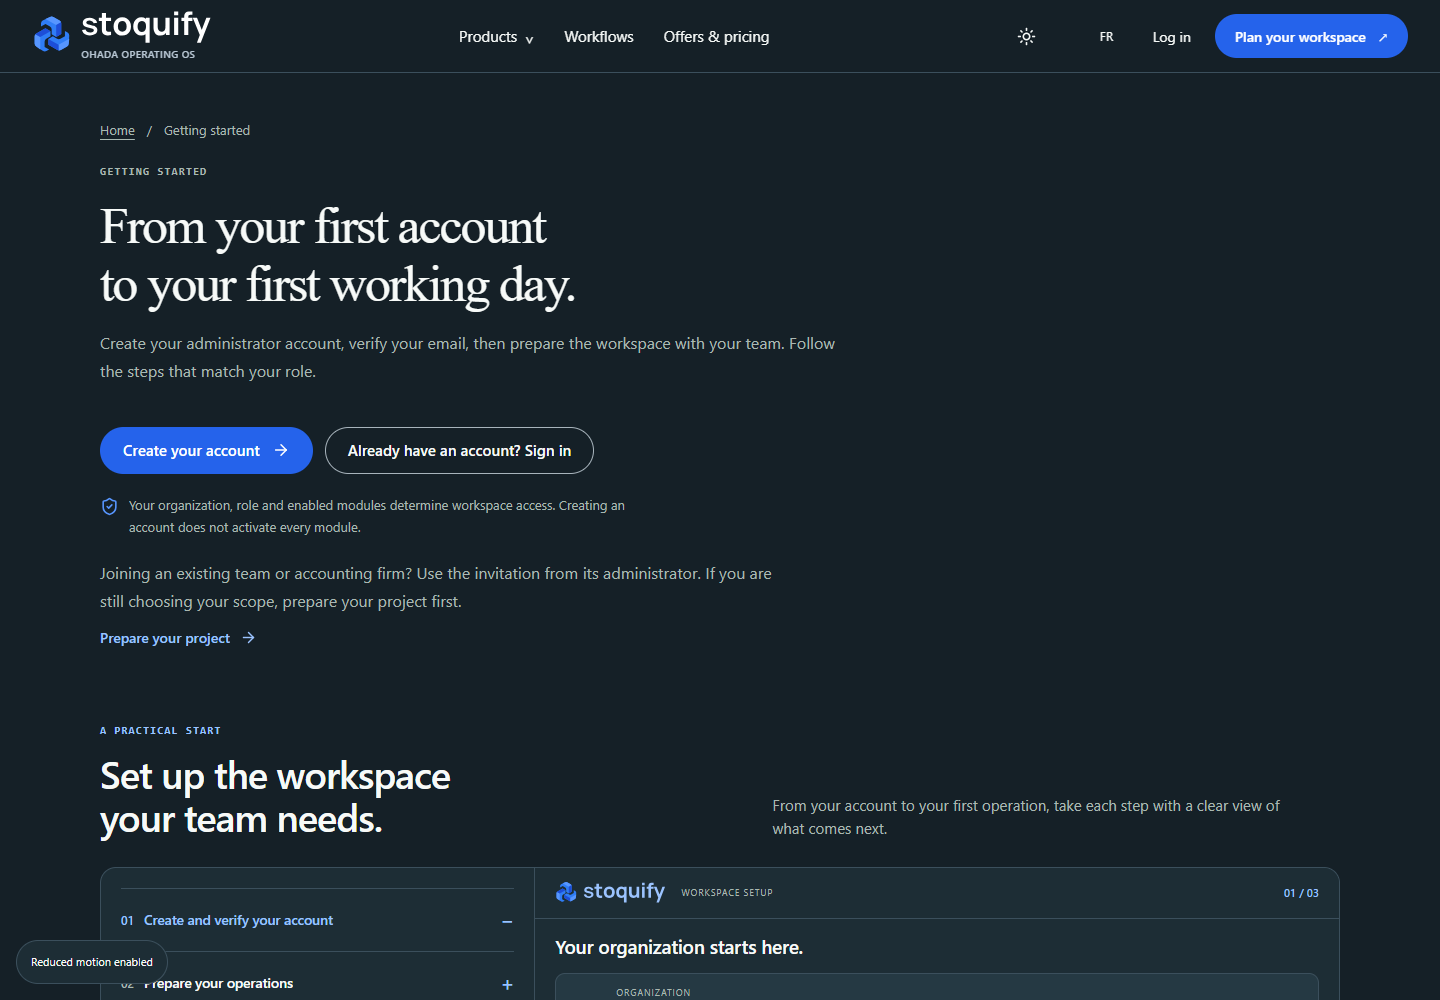 stoquify
OHADA OPERATING OS
Products
Workflows
Offers & pricing
FR
Log in
Plan your workspace ↗
Home / Getting started
GETTING STARTED
From your first account
to your first working day.
Create your administrator account, verify your email, then prepare the workspace with your team. Follow
the steps that match your role.
Create your account →
Already have an account? Sign in
Your organization, role and enabled modules determine workspace access. Creating an
account does not activate every module.
Joining an existing team or accounting firm? Use the invitation from its administrator. If you are
still choosing your scope, prepare your project first.
Prepare your project →
A PRACTICAL START
Set up the workspace
your team needs.
From your account to your first operation, take each step with a clear view of
what comes next.
01 Create and verify your account −
02 Prepare your operations +
stoquify WORKSPACE SETUP 01 / 03
Your organization starts here.
ORGANIZATION
Reduced motion enabled